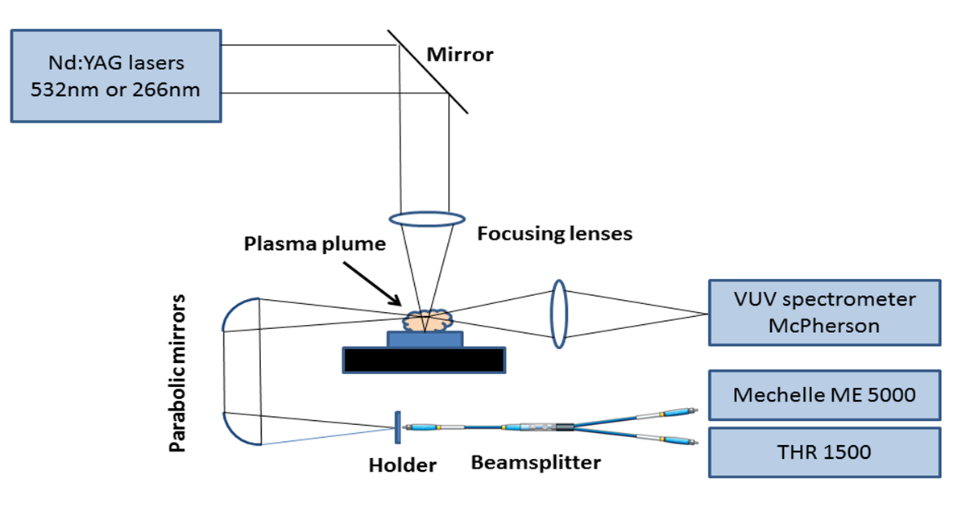 Nd:YAG lasers
532nm or 266nm
Mirror
Focusing lenses
Plasma plume
VUV spectrometer
McPherson
Parabolic mirrors
Mechelle ME 5000
THR 1500
Holder
Beamsplitter